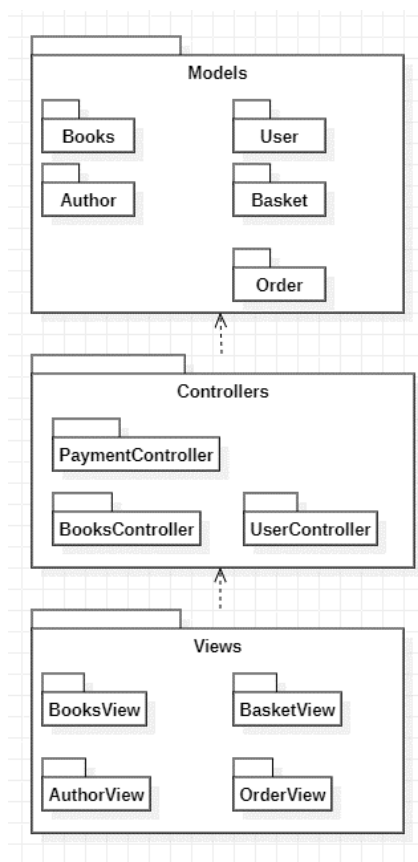 Models
Books
User
Author
Basket
Order
Controllers
PaymentController
BooksController
UserController
Views
BooksView
BasketView
AuthorView
OrderView